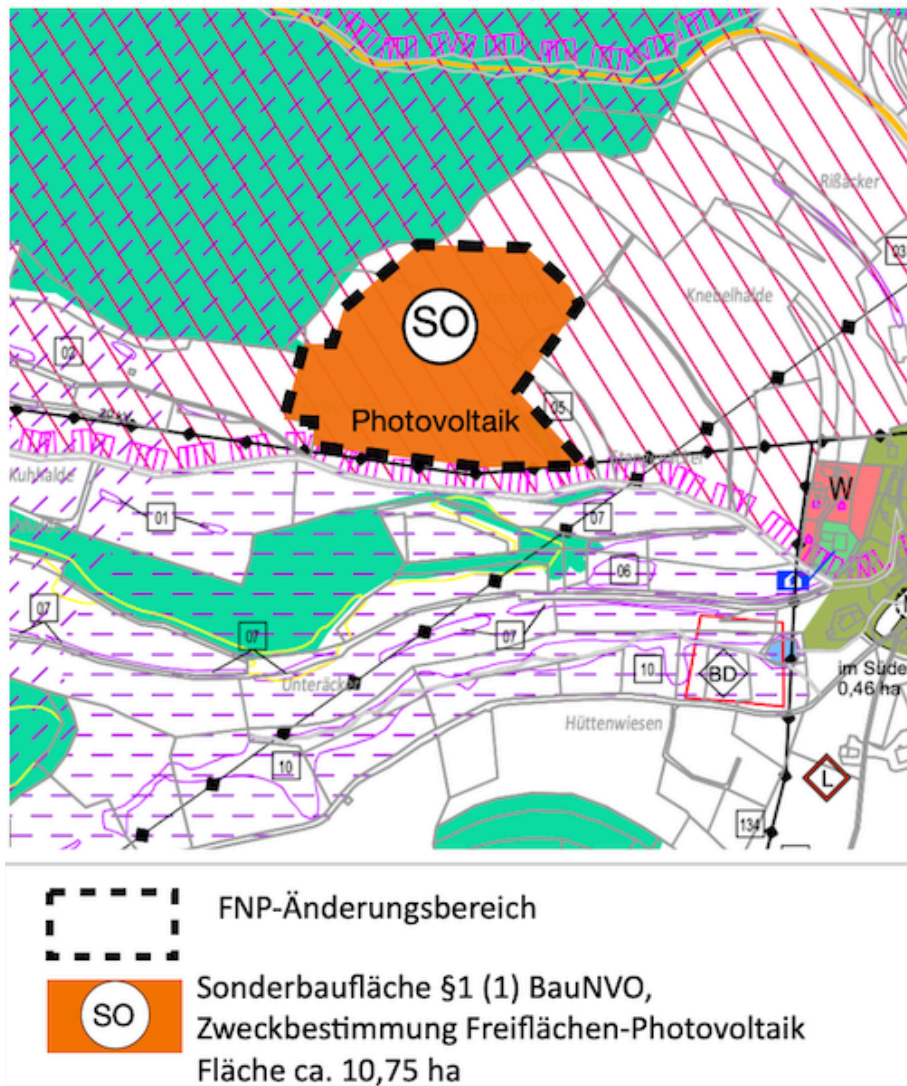 Rißäcker
03
Knebelhalde
SO
02
05
Photovoltaik
Kuhhalde
W
01
07
06
07
07
07
10
BD
im Süde
0,46 ha
Unteräcker
Hüttenwiesen
10
L
134
FNP-Änderungsbereich
SO
Sonderbaufläche §1 (1) BauNVO,
Zweckbestimmung Freiflächen-Photovoltaik
Fläche ca. 10,75 ha